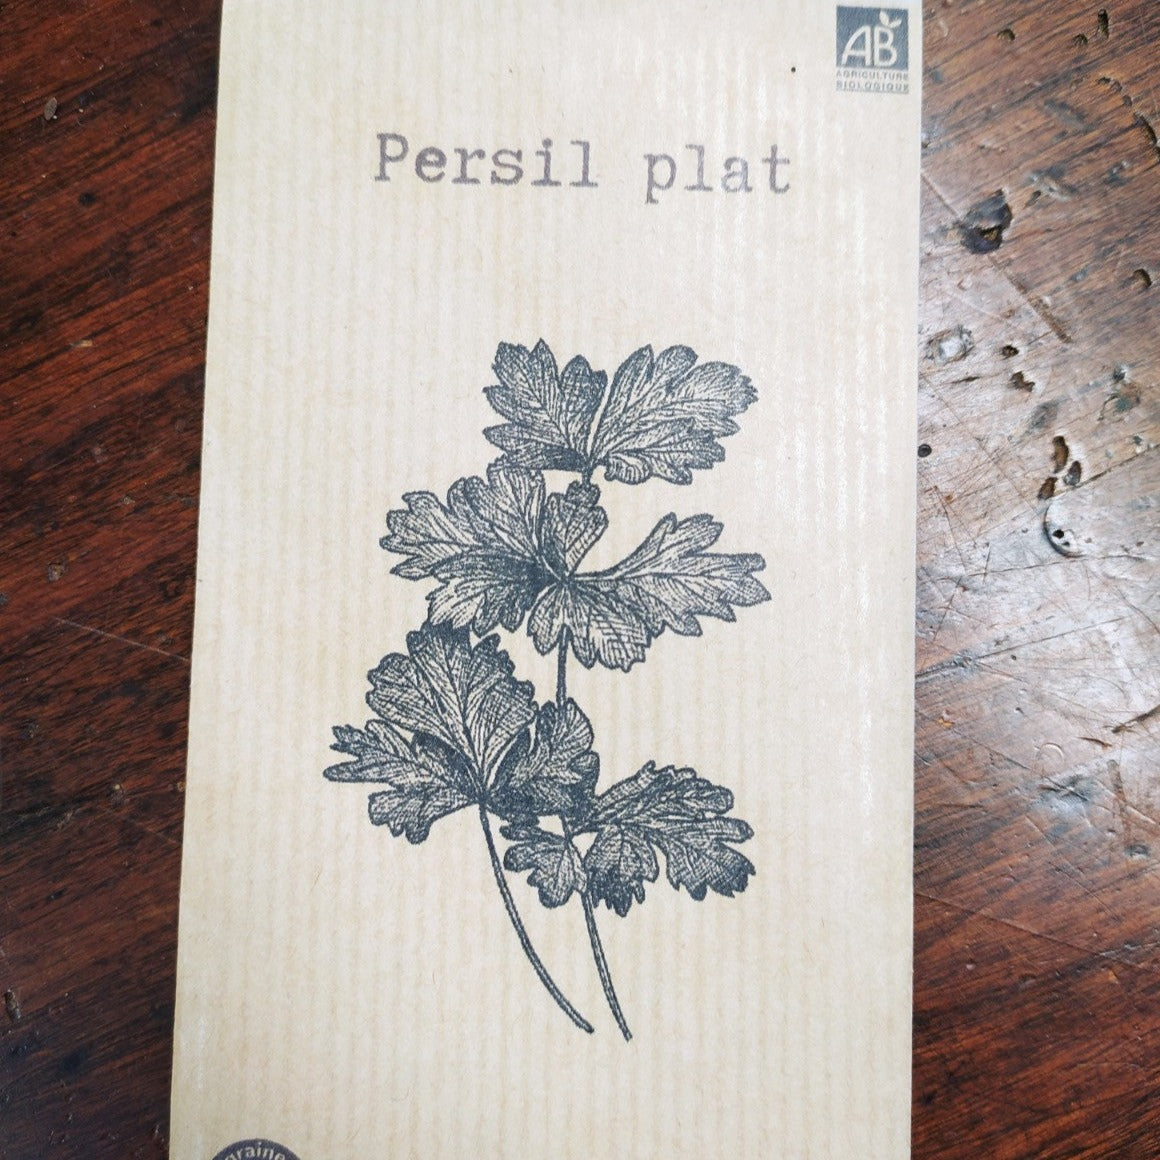 AB
AGRICULTURE
BIOLOGIQUE
Persil plat